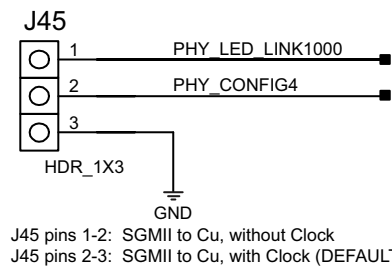 J45
1 PHY_LED_LINK1000
2 PHY_CONFIG4
3
HDR_1X3
GND
J45 pins 1-2: SGMII to Cu, without Clock
J45 pins 2-3: SGMII to Cu, with Clock (DEFAULT